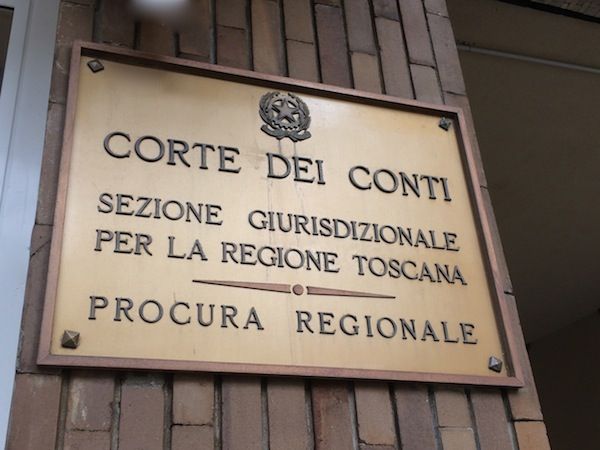 CORTE DEI CONTI
SEZIONE GIURISDIZIONALE
PER LA REGIONE TOSCANA
PROCURA REGIONALE